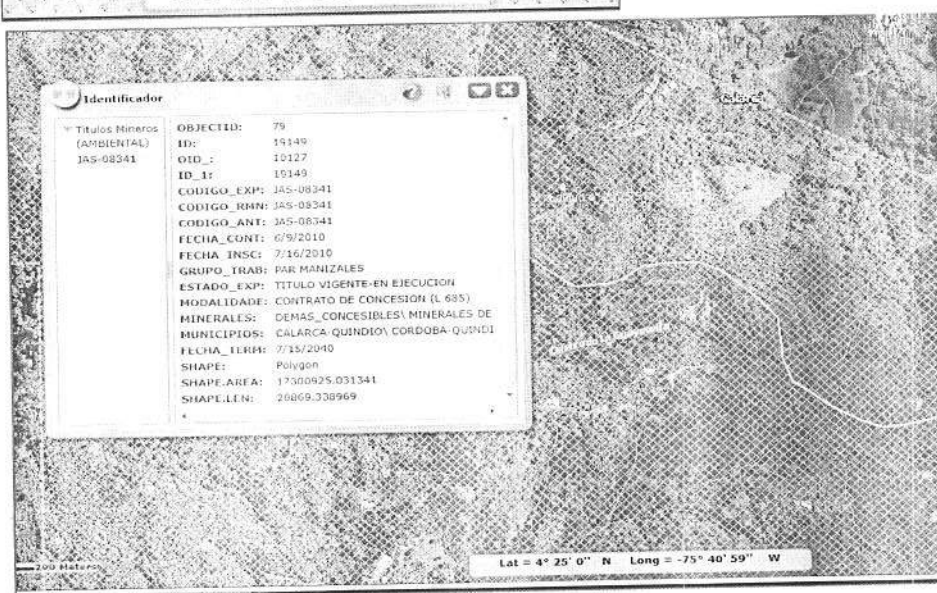 Identificador
Titulos Mineros
(AMBIENTAL)
JAS-08341
OBJECTID: 79
ID: 19149
OID_: 10127
ID_1: 19149
CODIGO_EXP: JAS-08341
CODIGO_RMN: JAS-08341
CODIGO_ANT: JAS-08341
FECHA_CONT: 6/9/2010
FECHA_INSC: 7/16/2010
GRUPO_TRAB: PAR MANIZALES
ESTADO_EXP: TITULO VIGENTE-EN EJECUCION
MODALIDADE: CONTRATO DE CONCESION (L 685)
MINERALES: DEMAS_CONCESIBLES\ MINERALES DE
MUNICIPIOS: CALARCA-QUINDIO\ CORDOBA-QUINDI
FECHA_TERM: 7/15/2040
SHAPE: Polygon
SHAPE.AREA: 17300925.031341
SHAPE.LEN: 20869.338969
Calarca
200 Meters
Lat = 4° 25' 0" N Long = -75° 40' 59" W